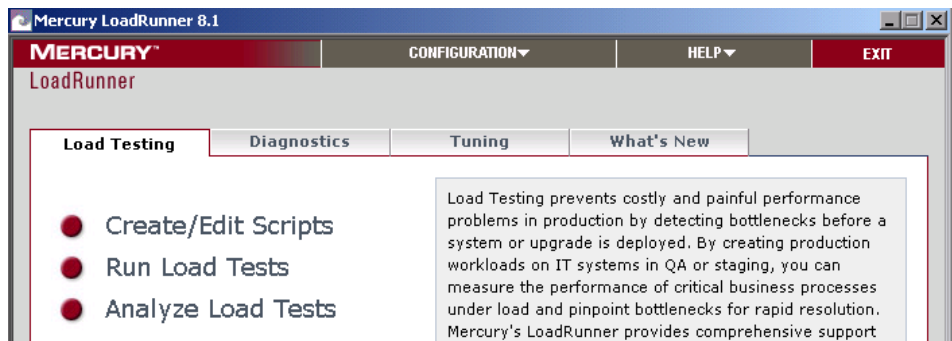 Mercury LoadRunner 8.1
MERCURY™ CONFIGURATION HELP EXIT
LoadRunner
Load Testing Diagnostics Tuning What's New
Create/Edit Scripts
Run Load Tests
Analyze Load Tests
Load Testing prevents costly and painful performance
problems in production by detecting bottlenecks before a
system or upgrade is deployed. By creating production
workloads on IT systems in QA or staging, you can
measure the performance of critical business processes
under load and pinpoint bottlenecks for rapid resolution.
Mercury's LoadRunner provides comprehensive support